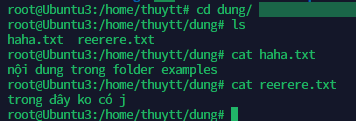 root@Ubuntu3:/home/thuytt# cd dung/
root@Ubuntu3:/home/thuytt/dung# ls
haha.txt  reerere.txt
root@Ubuntu3:/home/thuytt/dung# cat haha.txt
nội dung trong folder examples
root@Ubuntu3:/home/thuytt/dung# cat reerere.txt
trong dây ko có j
root@Ubuntu3:/home/thuytt/dung#